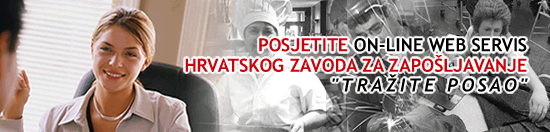 POSJETITE ON-LINE WEB SERVIS
HRVATSKOG ZAVODA ZA ZAPOŠLJAVANJE
"TRAŽITE POSAO"